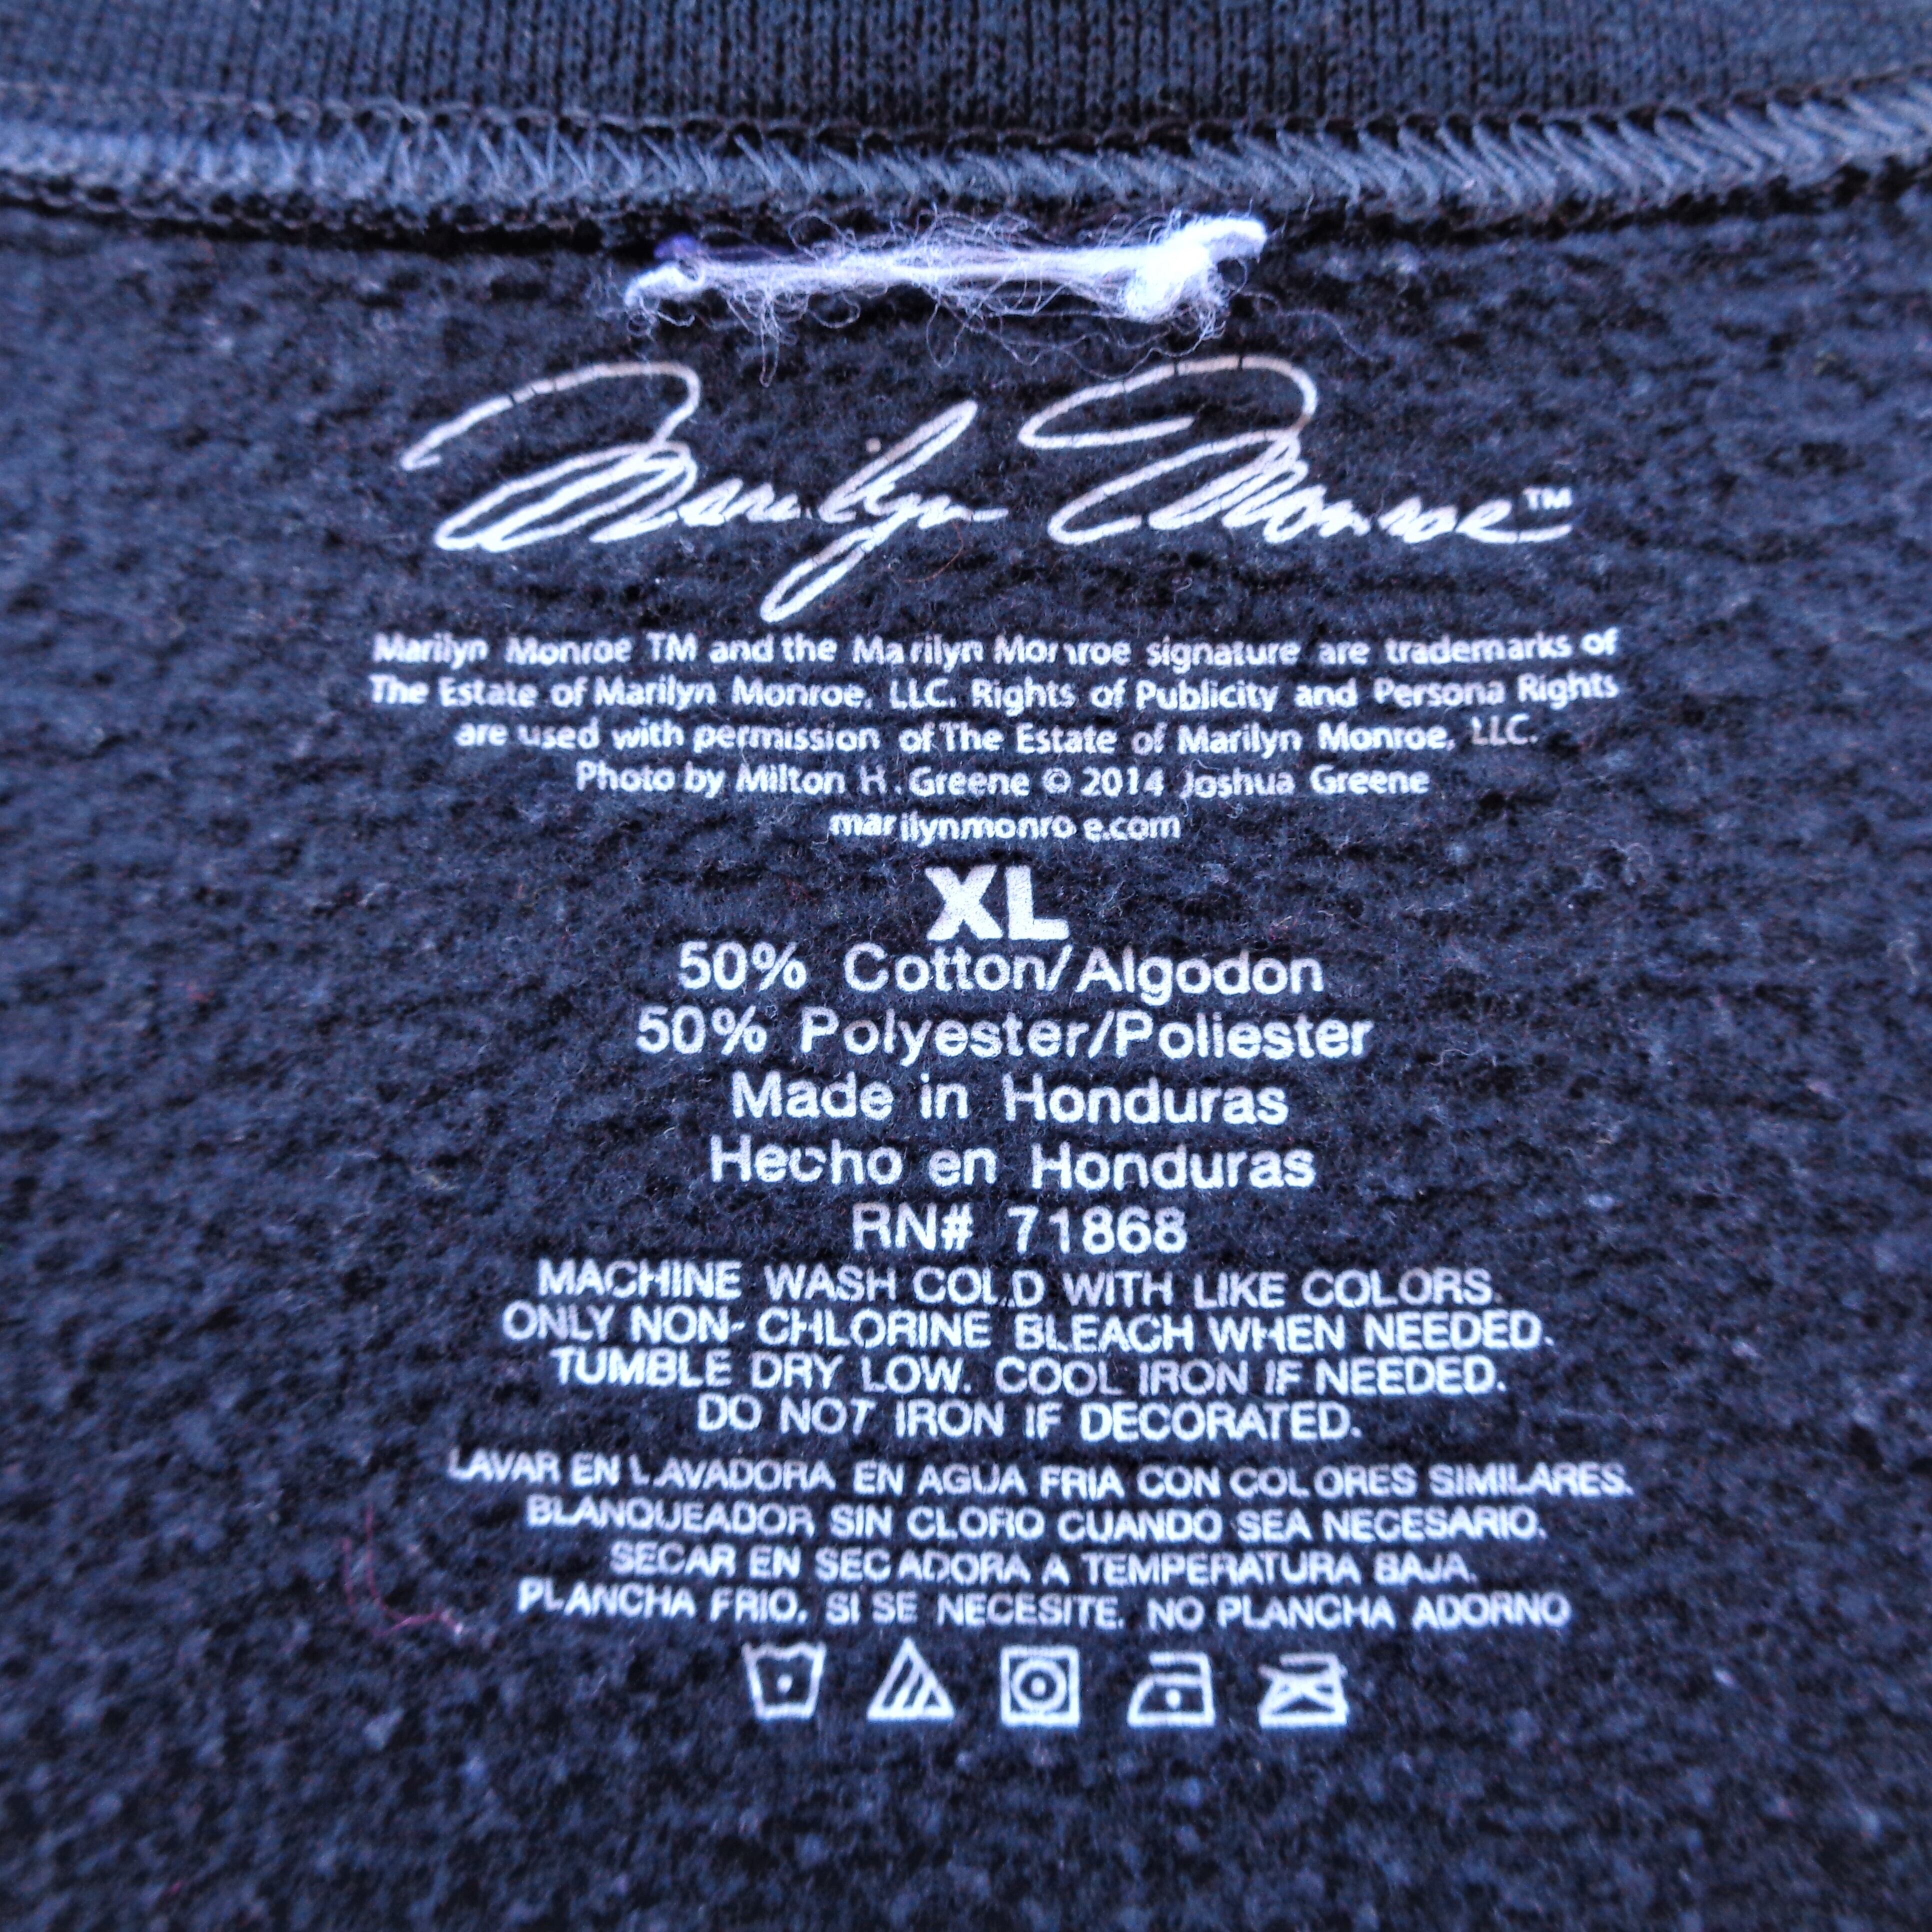 Marilyn Monroe™
Marilyn Monroe TM and the Marilyn Monroe signature are trademarks of
The Estate of Marilyn Monroe, LLC. Rights of Publicity and Persona Rights
are used with permission of The Estate of Marilyn Monroe, LLC.
Photo by Milton H. Greene © 2014 Joshua Greene
marilynmonroe.com
XL
50% Cotton/Algodon
50% Polyester/Poliester
Made in Honduras
Hecho en Honduras
RN# 71868
MACHINE WASH COLD WITH LIKE COLORS.
ONLY NON-CHLORINE BLEACH WHEN NEEDED.
TUMBLE DRY LOW. COOL IRON IF NEEDED.
DO NOT IRON IF DECORATED.
LAVAR EN LAVADORA EN AGUA FRIA CON COLORES SIMILARES.
BLANQUEADOR SIN CLORO CUANDO SEA NECESARIO.
SECAR EN SECADORA A TEMPERATURA BAJA.
PLANCHA FRIO. SI SE NECESITE. NO PLANCHA ADORNO